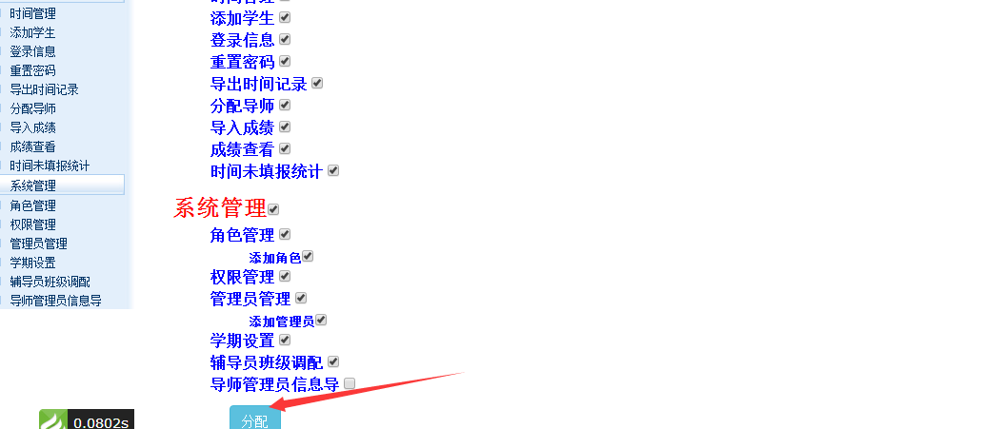 时间管理
添加学生
登录信息
重置密码
导出时间记录
分配导师
导入成绩
成绩查看
时间未填报统计
系统管理
角色管理
权限管理
管理员管理
学期设置
辅导员班级调配
导师管理员信息导
时间管理
添加学生
登录信息
重置密码
导出时间记录
分配导师
导入成绩
成绩查看
时间未填报统计
系统管理
角色管理
添加角色
权限管理
管理员管理
添加管理员
学期设置
辅导员班级调配
导师管理员信息导
分配
0.0802s